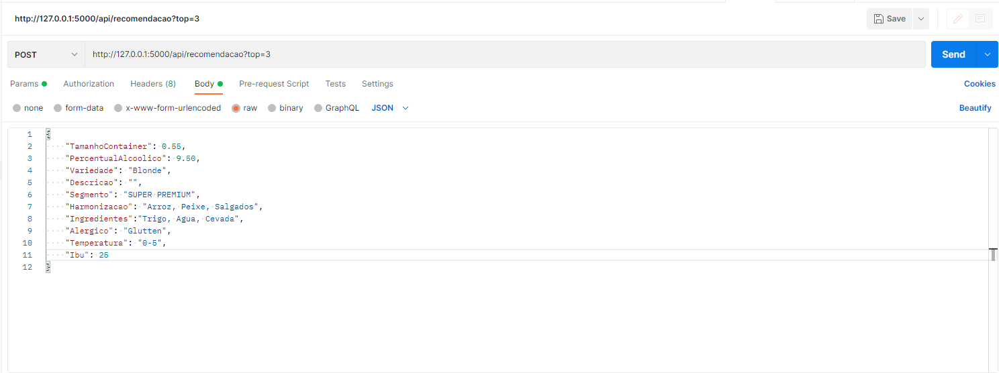 http://127.0.0.1:5000/api/recomendacao?top=3
Save
POST
http://127.0.0.1:5000/api/recomendacao?top=3
Send
Params Authorization Headers (8) Body Pre-request Script Tests Settings Cookies
none form-data x-www-form-urlencoded raw binary GraphQL JSON Beautify
1 {
2 "TamanhoContainer": 0.55,
3 "PercentualAlcoolico": 9.50,
4 "Variedade": "Blonde",
5 "Descricao": "",
6 "Segmento": "SUPER PREMIUM",
7 "Harmonizacao": "Arroz, Peixe, Salgados",
8 "Ingredientes":"Trigo, Agua, Cevada",
9 "Alergico": "Glutten",
10 "Temperatura": "0-5",
11 "Ibu": 25
12 }